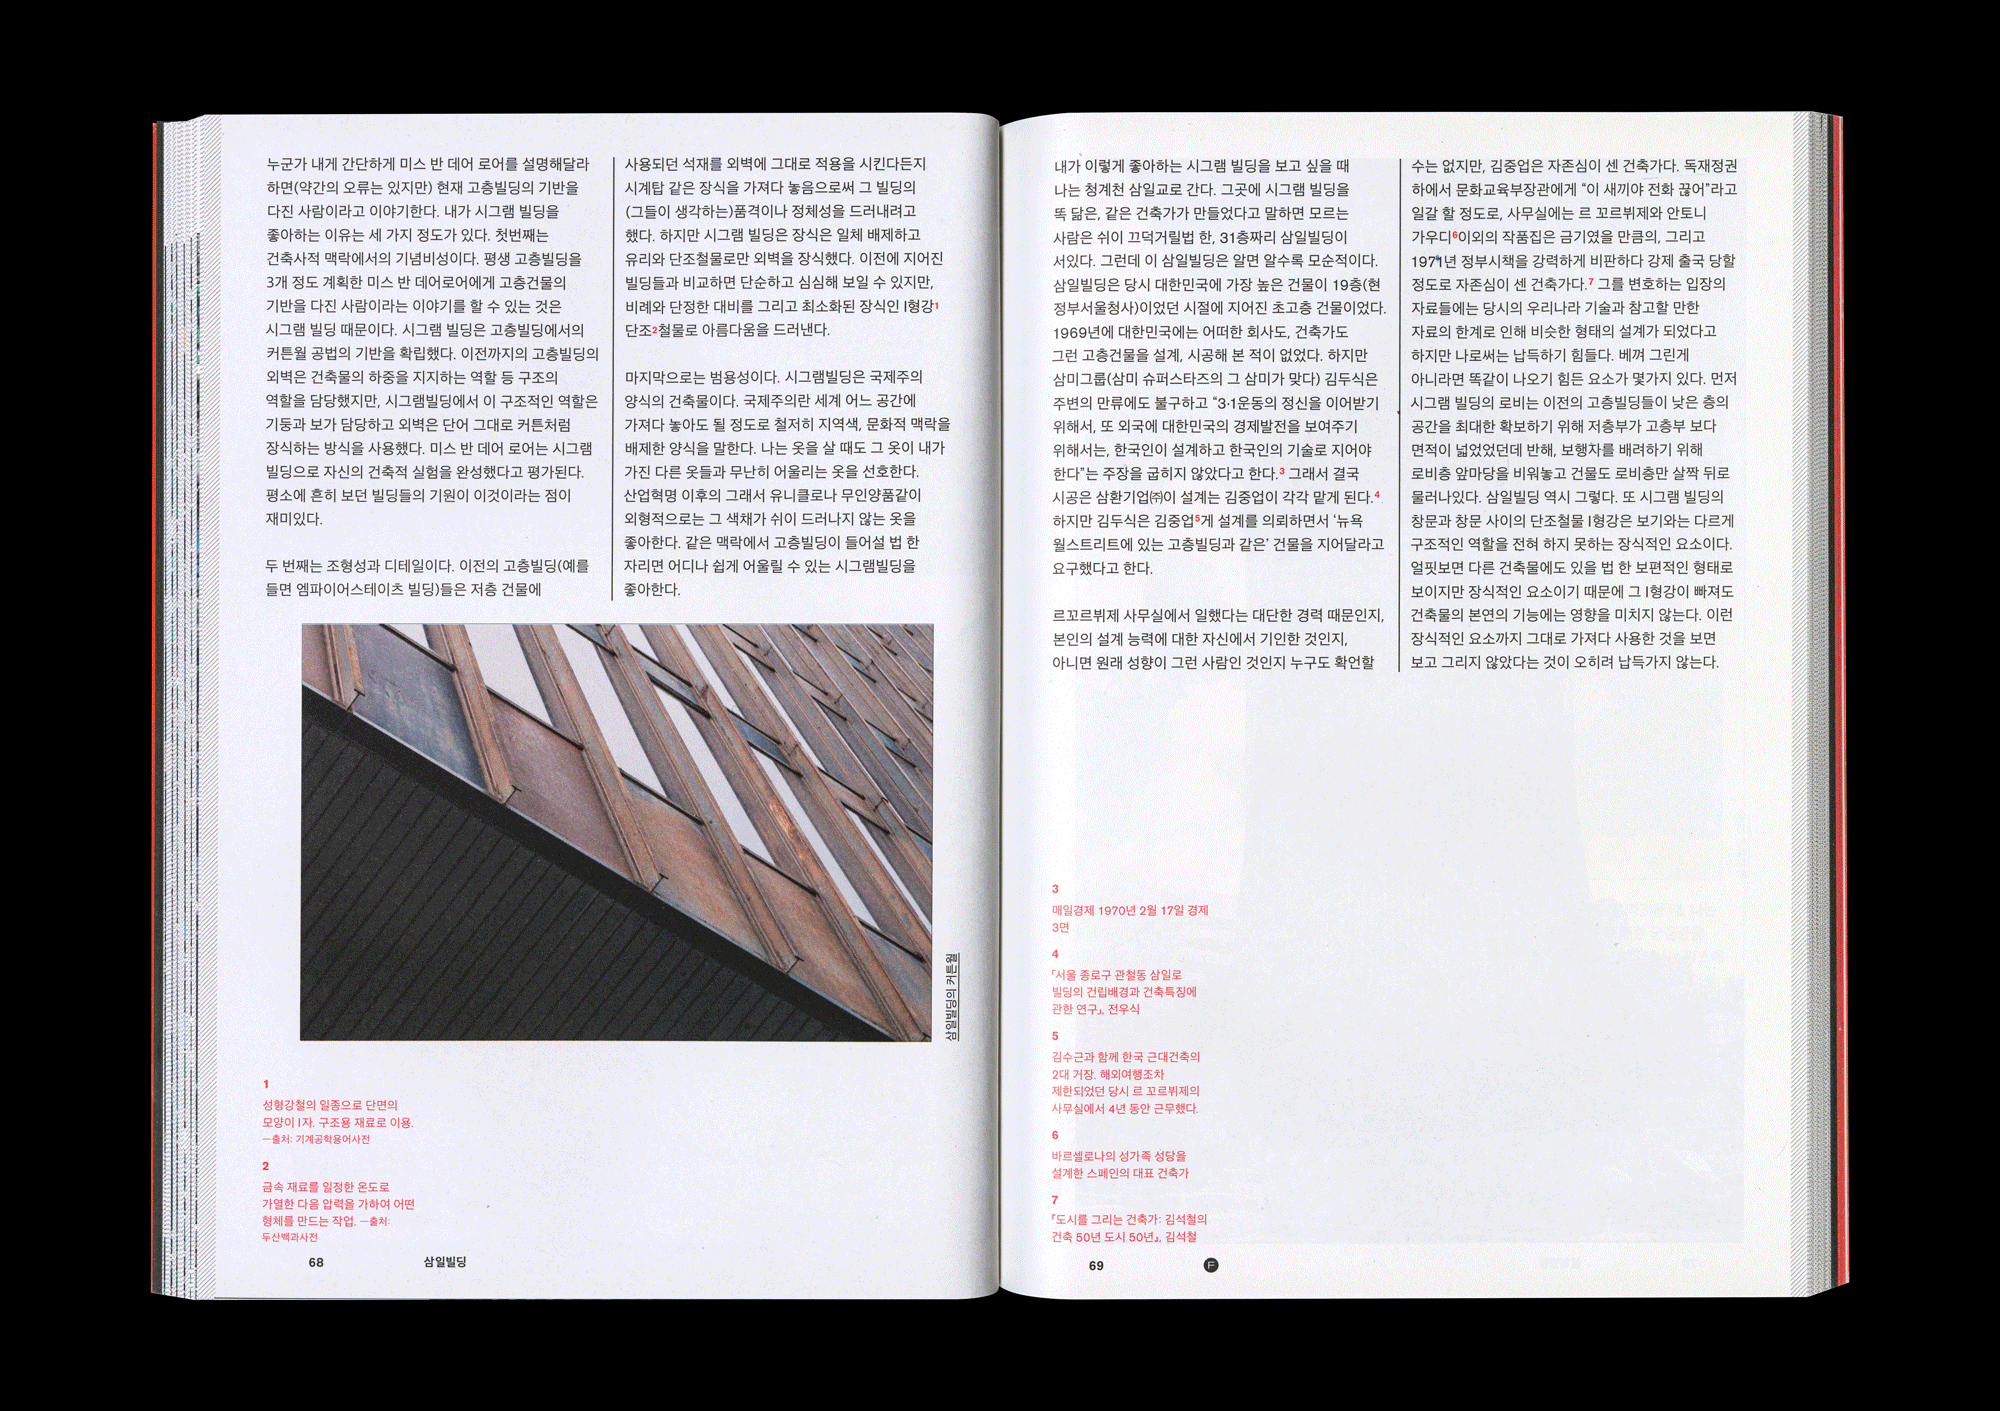 누군가 내게 간단하게 미스 반 데어 로어를 설명해달라
하면(약간의 오류는 있지만) 현재 고층빌딩의 기반을
다진 사람이라고 이야기한다. 내가 시그램 빌딩을
좋아하는 이유는 세 가지 정도가 있다. 첫번째는
건축사적 맥락에서의 기념비성이다. 평생 고층빌딩을
3개 정도 계획한 미스 반 데어로어에게 고층건물의
기반을 다진 사람이라는 이야기를 할 수 있는 것은
시그램 빌딩 때문이다. 시그램 빌딩은 고층빌딩에서의
커튼월 공법의 기반을 확립했다. 이전까지의 고층빌딩의
외벽은 건축물의 하중을 지지하는 역할 등 구조의
역할을 담당했지만, 시그램빌딩에서 이 구조적인 역할은
기둥과 보가 담당하고 외벽은 단어 그대로 커튼처럼
장식하는 방식을 사용했다. 미스 반 데어 로어는 시그램
빌딩으로 자신의 건축적 실험을 완성했다고 평가된다.
평소에 흔히 보던 빌딩들의 기원이 이것이라는 점이
재미있다.
두 번째는 조형성과 디테일이다. 이전의 고층빌딩(예를
들면 엠파이어스테이츠 빌딩)들은 저층 건물에
사용되던 석재를 외벽에 그대로 적용을 시킨다든지
시계탑 같은 장식을 가져다 놓음으로써 그 빌딩의
(그들이 생각하는)품격이나 정체성을 드러내려고
했다. 하지만 시그램 빌딩은 장식은 일체 배제하고
유리와 단조철물로만 외벽을 장식했다. 이전에 지어진
빌딩들과 비교하면 단순하고 심심해 보일 수 있지만,
비례와 단정한 대비를 그리고 최소화된 장식인 I형강1
단조2철물로 아름다움을 드러낸다.
마지막으로는 범용성이다. 시그램빌딩은 국제주의
양식의 건축물이다. 국제주의란 세계 어느 공간에
가져다 놓아도 될 정도로 철저히 지역색, 문화적 맥락을
배제한 양식을 말한다. 나는 옷을 살 때도 그 옷이 내가
가진 다른 옷들과 무난히 어울리는 옷을 선호한다.
산업혁명 이후의 그래서 유니클로나 무인양품같이
외형적으로는 그 색채가 쉬이 드러나지 않는 옷을
좋아한다. 같은 맥락에서 고층빌딩이 들어설 법 한
자리면 어디나 쉽게 어울릴 수 있는 시그램빌딩을
좋아한다.
삼일빌딩의 커튼월
1
성형강철의 일종으로 단면의
모양이 I자. 구조용 재료로 이용.
—출처: 기계공학용어사전
2
금속 재료를 일정한 온도로
가열한 다음 압력을 가하여 어떤
형체를 만드는 작업. —출처:
두산백과사전
68 삼일빌딩
내가 이렇게 좋아하는 시그램 빌딩을 보고 싶을 때
나는 청계천 삼일교로 간다. 그곳에 시그램 빌딩을
똑 닮은, 같은 건축가가 만들었다고 말하면 모르는
사람은 쉬이 끄덕거릴법 한, 31층짜리 삼일빌딩이
서있다. 그런데 이 삼일빌딩은 알면 알수록 모순적이다.
삼일빌딩은 당시 대한민국에 가장 높은 건물이 19층(현
정부서울청사)이었던 시절에 지어진 초고층 건물이었다.
1969년에 대한민국에는 어떠한 회사도, 건축가도
그런 고층건물을 설계, 시공해 본 적이 없었다. 하지만
삼미그룹(삼미 슈퍼스타즈의 그 삼미가 맞다) 김두식은
주변의 만류에도 불구하고 “3·1운동의 정신을 이어받기
위해서, 또 외국에 대한민국의 경제발전을 보여주기
위해서는, 한국인이 설계하고 한국인의 기술로 지어야
한다”는 주장을 굽히지 않았다고 한다.3 그래서 결국
시공은 삼환기업㈜이 설계는 김중업이 각각 맡게 된다.4
하지만 김두식은 김중업5게 설계를 의뢰하면서 ‘뉴욕
월스트리트에 있는 고층빌딩과 같은’ 건물을 지어달라고
요구했다고 한다.
르꼬르뷔제 사무실에서 일했다는 대단한 경력 때문인지,
본인의 설계 능력에 대한 자신에서 기인한 것인지,
아니면 원래 성향이 그런 사람인 것인지 누구도 확언할
수는 없지만, 김중업은 자존심이 센 건축가다. 독재정권
하에서 문화교육부장관에게 “이 새끼야 전화 끊어”라고
일갈 할 정도로, 사무실에는 르 꼬르뷔제와 안토니
가우디6이외의 작품집은 금기였을 만큼의, 그리고
1971년 정부시책을 강력하게 비판하다 강제 출국 당할
정도로 자존심이 센 건축가다.7 그를 변호하는 입장의
자료들에는 당시의 우리나라 기술과 참고할 만한
자료의 한계로 인해 비슷한 형태의 설계가 되었다고
하지만 나로써는 납득하기 힘들다. 베껴 그린게
아니라면 똑같이 나오기 힘든 요소가 몇가지 있다. 먼저
시그램 빌딩의 로비는 이전의 고층빌딩들이 낮은 층의
공간을 최대한 확보하기 위해 저층부가 고층부 보다
면적이 넓었었던데 반해, 보행자를 배려하기 위해
로비층 앞마당을 비워놓고 건물도 로비층만 살짝 뒤로
물러나있다. 삼일빌딩 역시 그렇다. 또 시그램 빌딩의
창문과 창문 사이의 단조철물 I형강은 보기와는 다르게
구조적인 역할을 전혀 하지 못하는 장식적인 요소이다.
얼핏보면 다른 건축물에도 있을 법 한 보편적인 형태로
보이지만 장식적인 요소이기 때문에 그 I형강이 빠져도
건축물의 본연의 기능에는 영향을 미치지 않는다. 이런
장식적인 요소까지 그대로 가져다 사용한 것을 보면
보고 그리지 않았다는 것이 오히려 납득가지 않는다.
3
매일경제 1970년 2월 17일 경제
3면
4
「서울 종로구 관철동 삼일로
빌딩의 건립배경과 건축특징에
관한 연구」, 전우식
5
김수근과 함께 한국 근대건축의
2대 거장. 해외여행조차
제한되었던 당시 르 꼬르뷔제의
사무실에서 4년 동안 근무했다.
6
바르셀로나의 성가족 성당을
설계한 스페인의 대표 건축가
7
『도시를 그리는 건축가: 김석철의
건축 50년 도시 50년』, 김석철
69 F